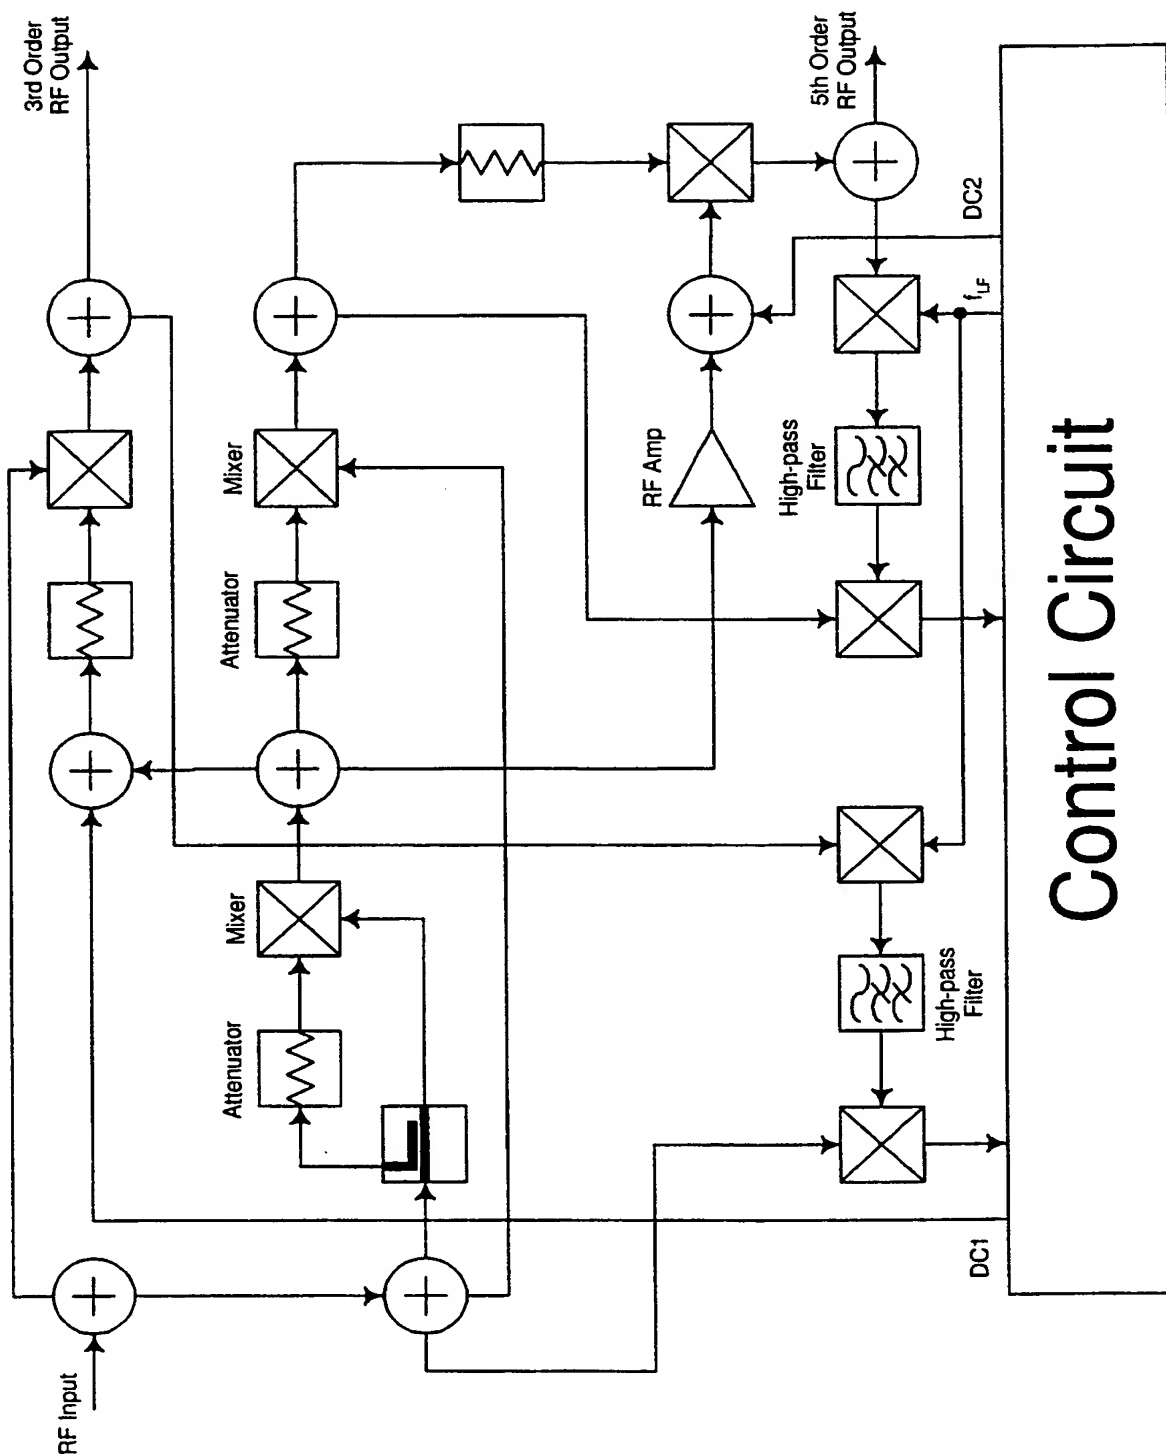 3rd Order
RF Output
Mixer
Attenuator
Mixer
Attenuator
RF Input
RF Amp
5th Order
RF Output
High-pass
Filter
High-pass
Filter
DC2
f_LF
DC1
Control Circuit